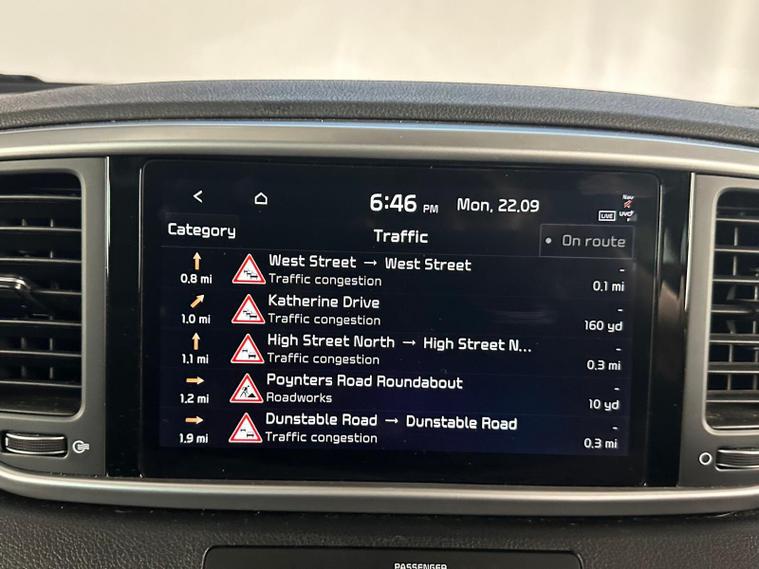 6:46 PM Mon, 22.09
Nav
LIVE UVO
Category Traffic On route
West Street → West Street -
0.8 mi Traffic congestion 0.1 mi
Katherine Drive -
1.0 mi Traffic congestion 160 yd
High Street North → High Street N... -
1.1 mi Traffic congestion 0.3 mi
Poynters Road Roundabout -
1.2 mi Roadworks 10 yd
Dunstable Road → Dunstable Road -
1.9 mi Traffic congestion 0.3 mi
PASSENGER